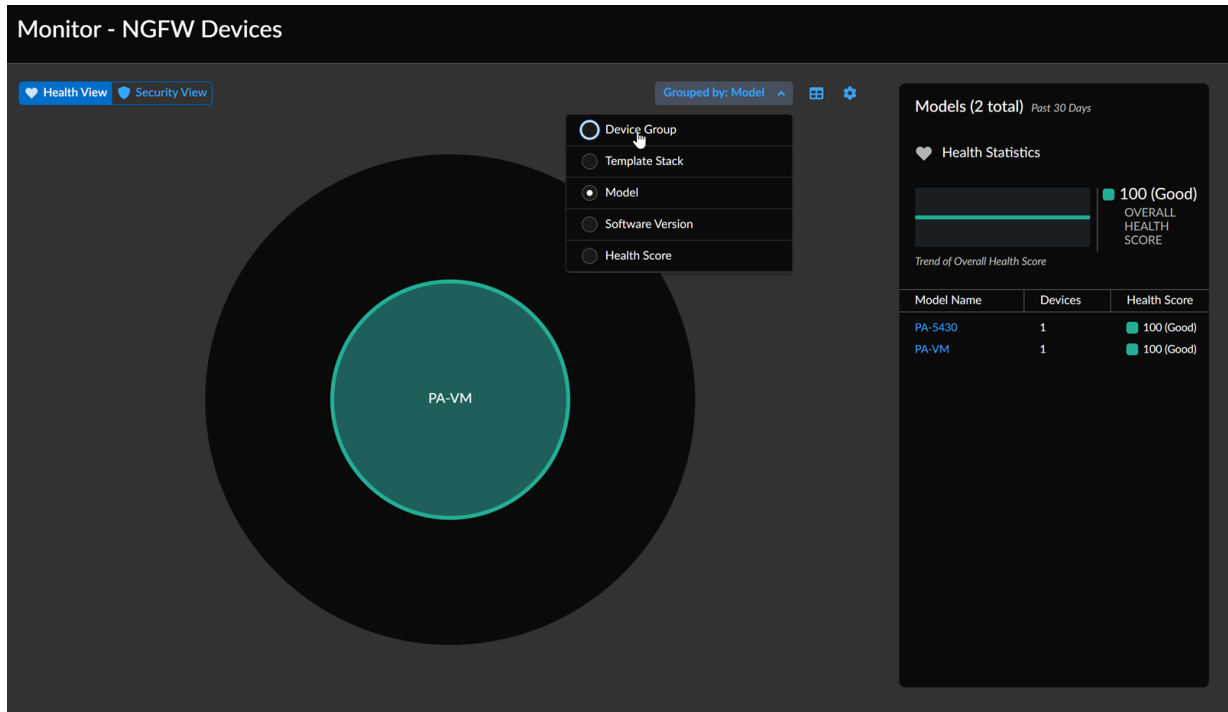 Monitor - NGFW Devices
Health View Security View
Grouped by: Model
Device Group
Template Stack
Model
Software Version
Health Score
PA-VM
Models (2 total) Past 30 Days
Health Statistics
100 (Good)
OVERALL
HEALTH
SCORE
Trend of Overall Health Score
Model Name Devices Health Score
PA-5430 1 100 (Good)
PA-VM 1 100 (Good)